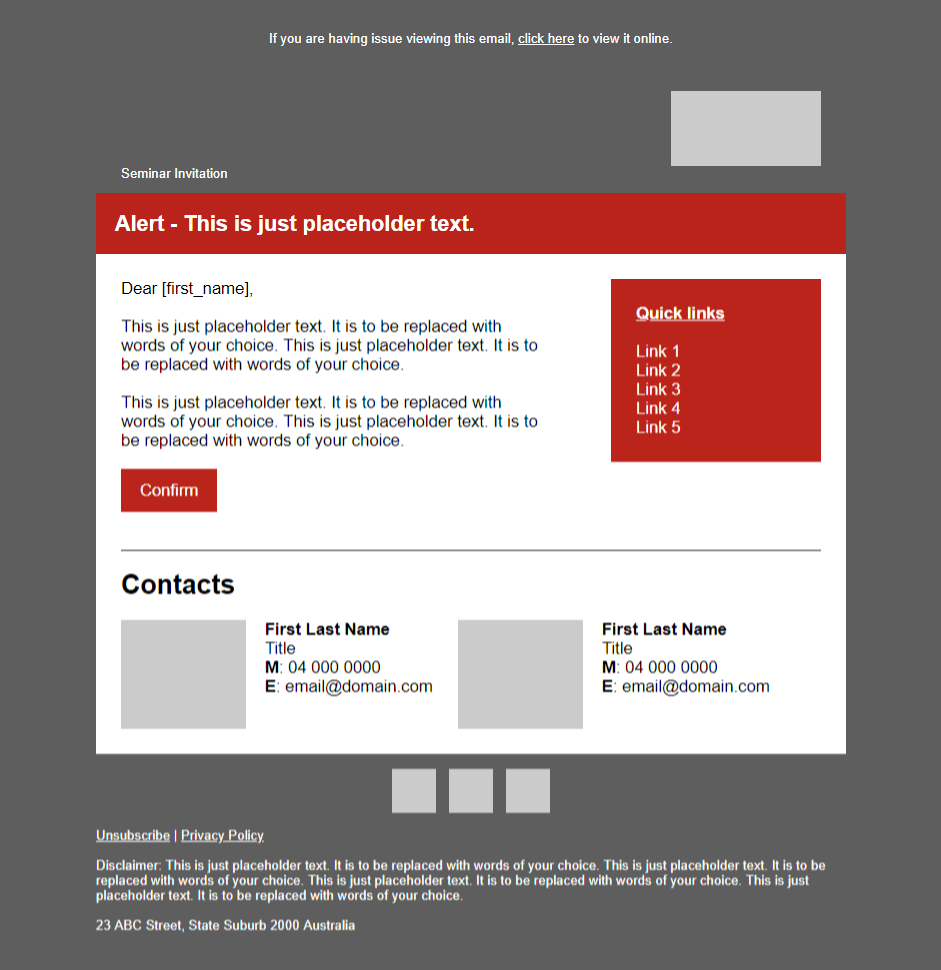 If you are having issue viewing this email, click here to view it online.
Seminar Invitation
Alert - This is just placeholder text.
Dear [first_name],
This is just placeholder text. It is to be replaced with
words of your choice. This is just placeholder text. It is to
be replaced with words of your choice.
This is just placeholder text. It is to be replaced with
words of your choice. This is just placeholder text. It is to
be replaced with words of your choice.
Confirm
Quick links
Link 1
Link 2
Link 3
Link 4
Link 5
Contacts
First Last Name
Title
M: 04 000 0000
E: email@domain.com
First Last Name
Title
M: 04 000 0000
E: email@domain.com
Unsubscribe | Privacy Policy
Disclaimer: This is just placeholder text. It is to be replaced with words of your choice. This is just placeholder text. It is to be
replaced with words of your choice. This is just placeholder text. It is to be replaced with words of your choice. This is just
placeholder text. It is to be replaced with words of your choice.
23 ABC Street, State Suburb 2000 Australia